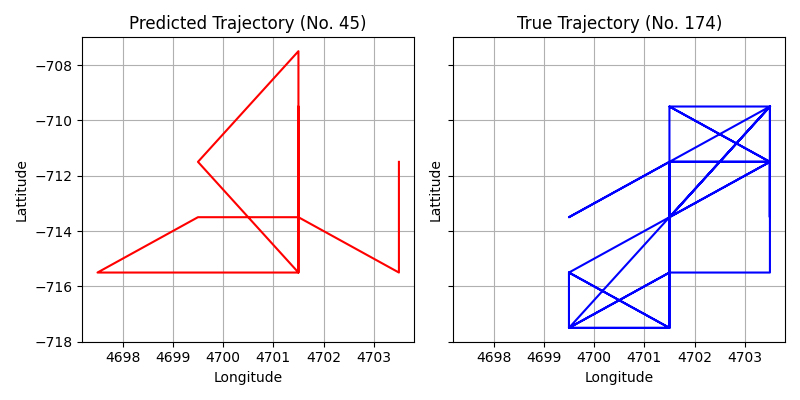 Predicted Trajectory (No. 45)
True Trajectory (No. 174)
Lattitude
−708
−710
−712
−714
−716
−718
4698 4699 4700 4701 4702 4703
Longitude
Lattitude
4698 4699 4700 4701 4702 4703
Longitude